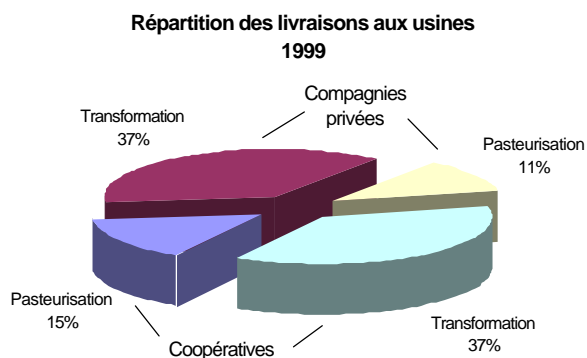 Répartition des livraisons aux usines
1999
Compagnies
privées
Transformation
37%
Pasteurisation
11%
Pasteurisation
15%
Coopératives
Transformation
37%